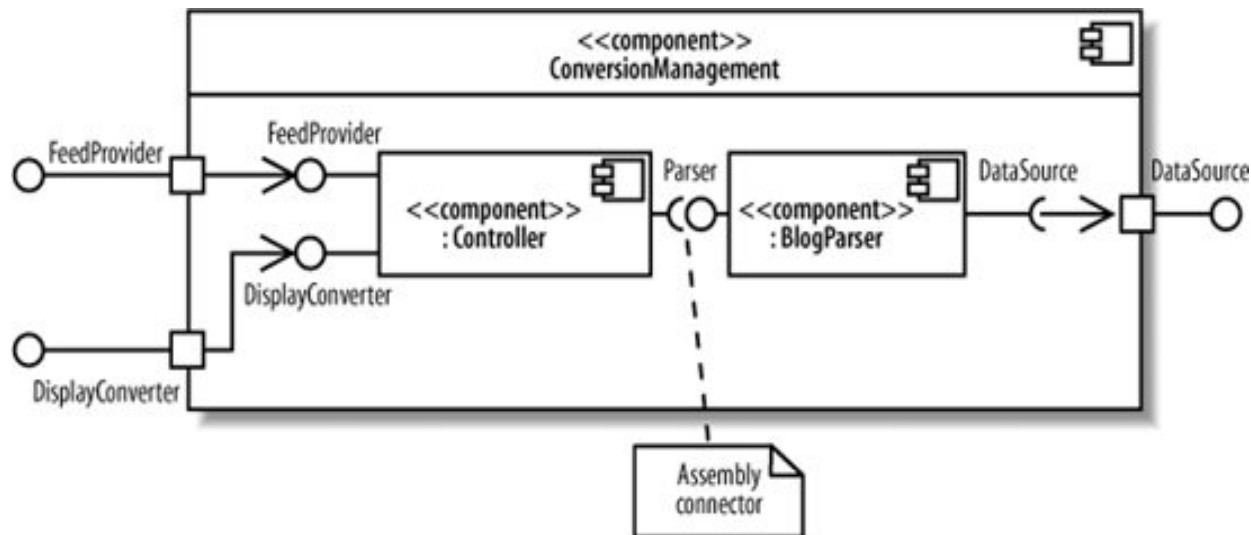 <<component>>
ConversionManagement
FeedProvider
FeedProvider
Parser
DataSource
DataSource
<<component>>
: Controller
<<component>>
: BlogParser
DisplayConverter
DisplayConverter
Assembly
connector